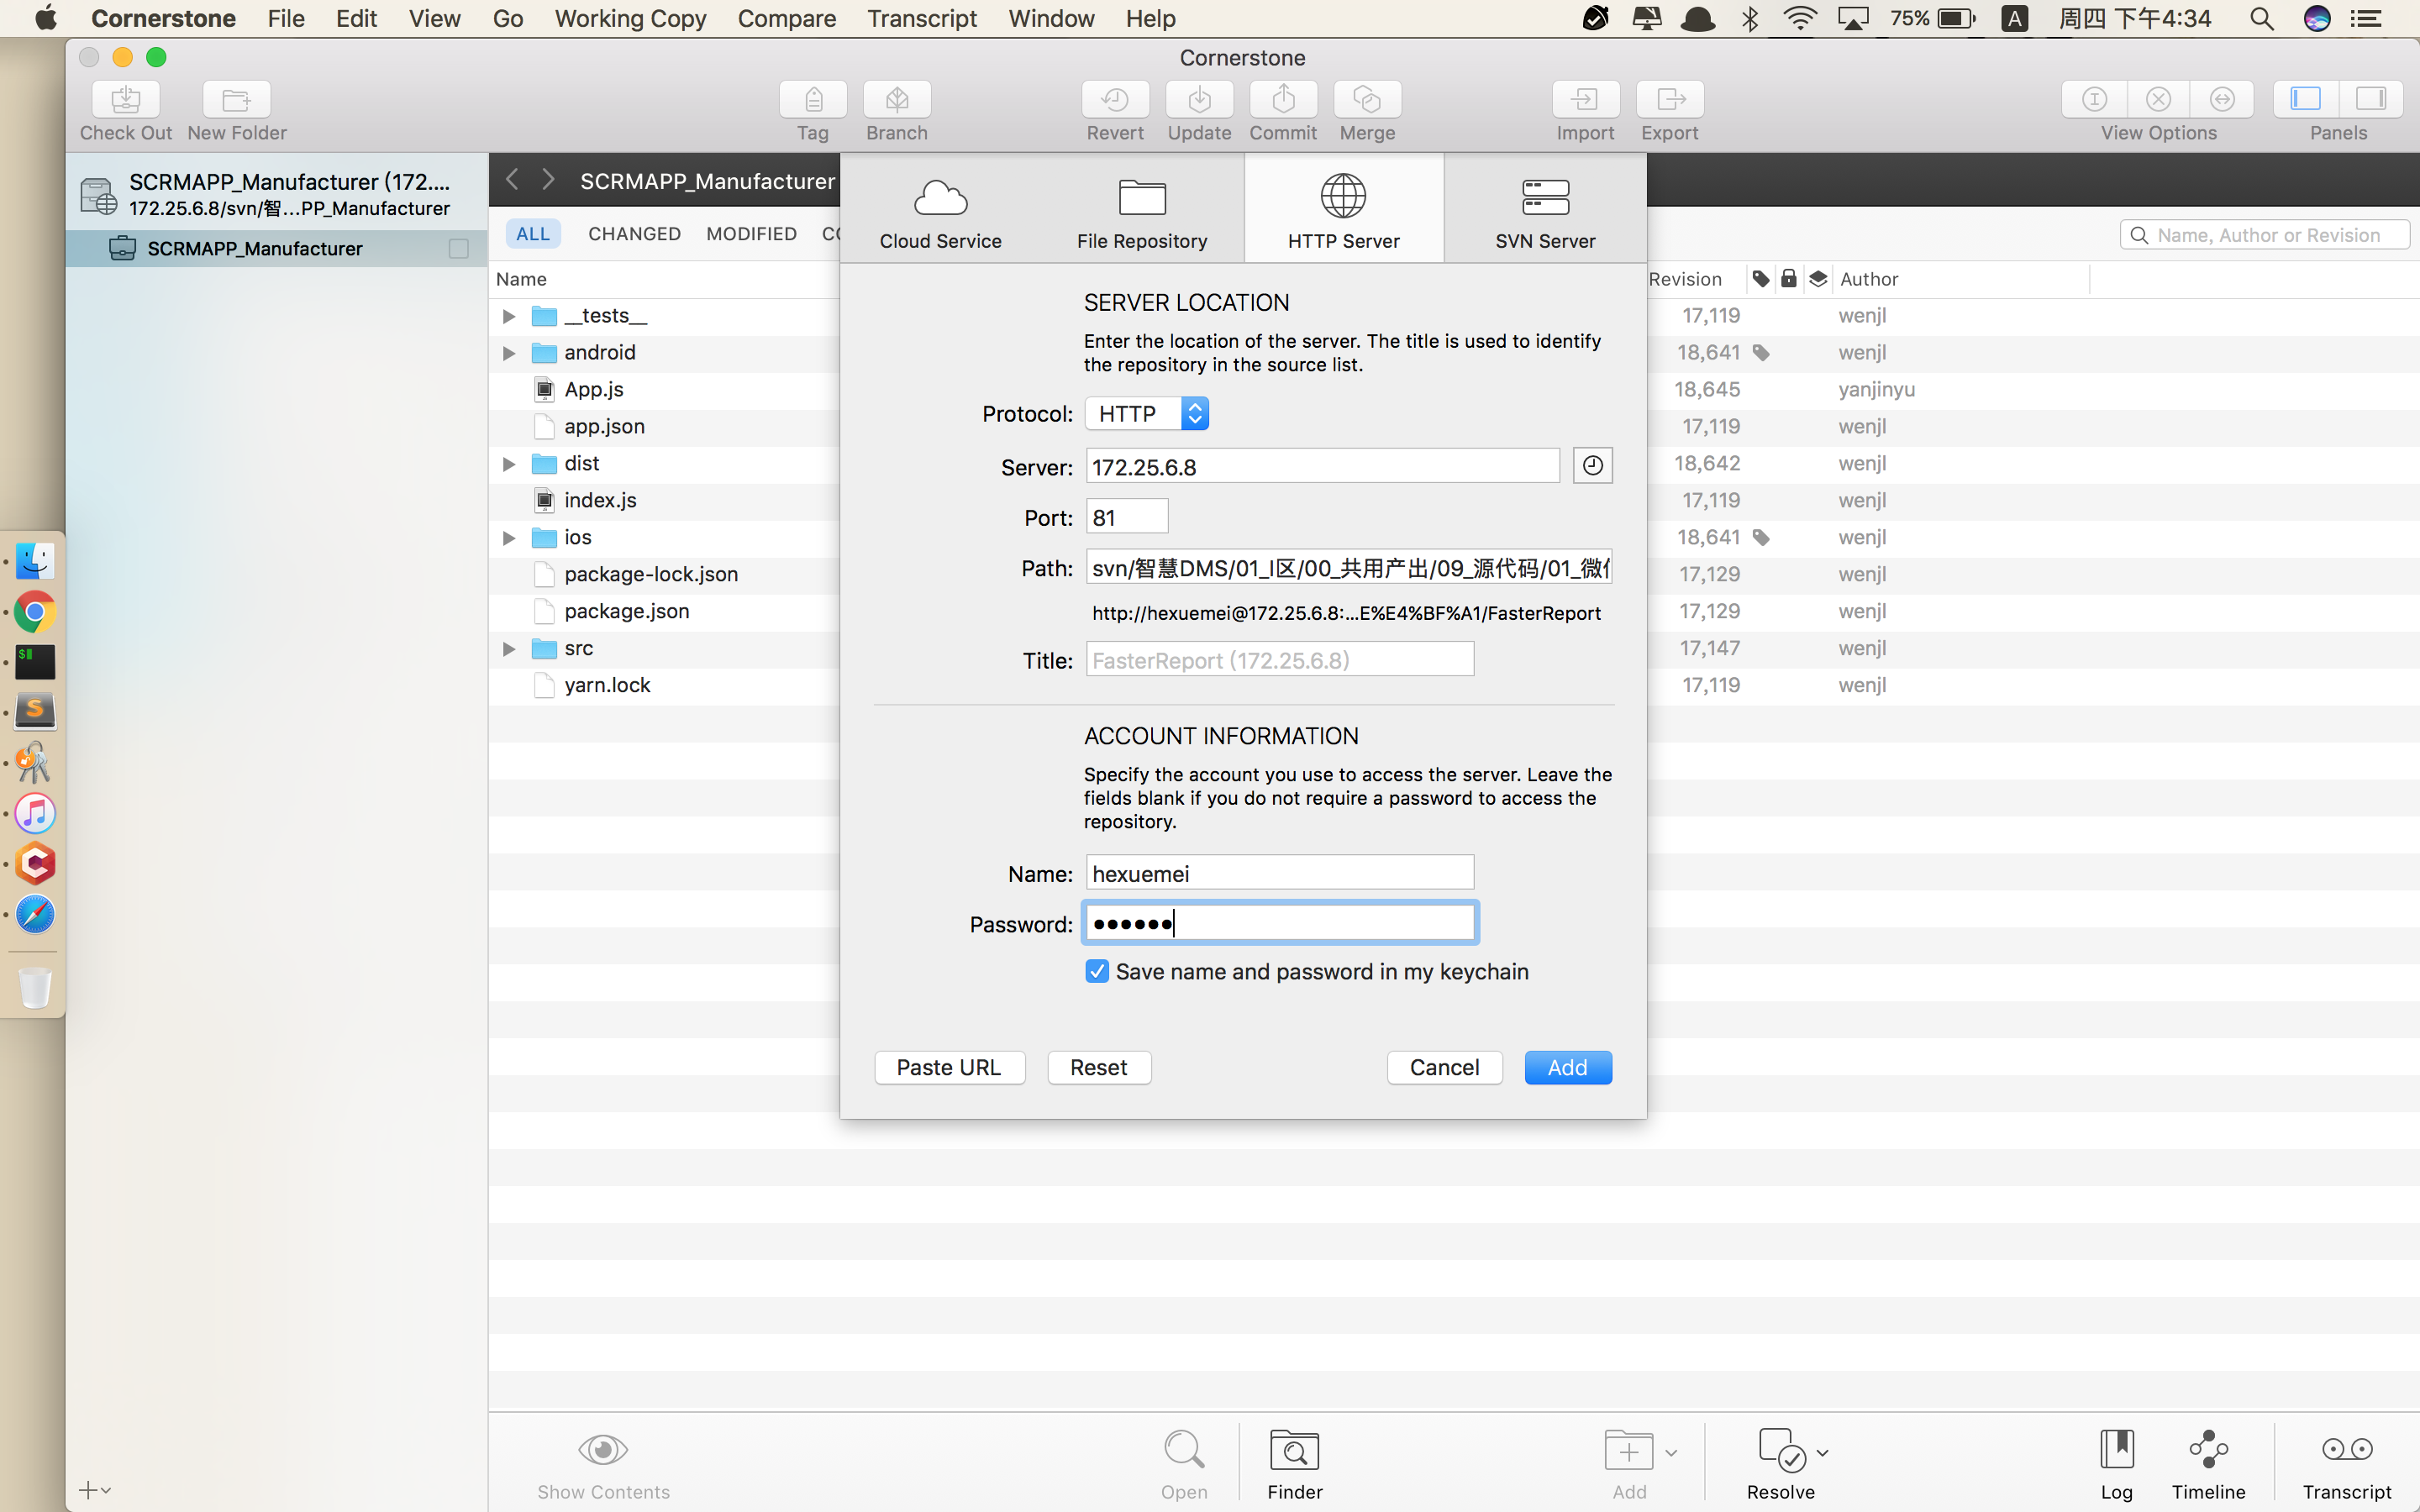 Cornerstone File Edit View Go Working Copy Compare Transcript Window Help 75% A 周四 下午4:34
Cornerstone
Check Out New Folder Tag Branch Revert Update Commit Merge Import Export View Options Panels
SCRMAPP_Manufacturer (172....
172.25.6.8/svn/智...PP_Manufacturer
SCRMAPP_Manufacturer
SCRMAPP_Manufacturer
ALL CHANGED MODIFIED CO
Name, Author or Revision
Name Revision Author
__tests__ 17,119 wenjl
android 18,641 wenjl
App.js 18,645 yanjinyu
app.json 17,119 wenjl
dist 18,642 wenjl
index.js 17,119 wenjl
ios 18,641 wenjl
package-lock.json 17,129 wenjl
package.json 17,129 wenjl
src 17,147 wenjl
yarn.lock 17,119 wenjl
Cloud Service File Repository HTTP Server SVN Server
SERVER LOCATION
Enter the location of the server. The title is used to identify
the repository in the source list.
Protocol: HTTP
Server: 172.25.6.8
Port: 81
Path: svn/智慧DMS/01_I区/00_共用产出/09_源代码/01_微
http://hexuemei@172.25.6.8:...E%E4%BF%A1/FasterReport
Title: FasterReport (172.25.6.8)
ACCOUNT INFORMATION
Specify the account you use to access the server. Leave the
fields blank if you do not require a password to access the
repository.
Name: hexuemei
Password: ••••••
Save name and password in my keychain
Paste URL Reset Cancel Add
Show Contents Open Finder Add Resolve Log Timeline Transcript